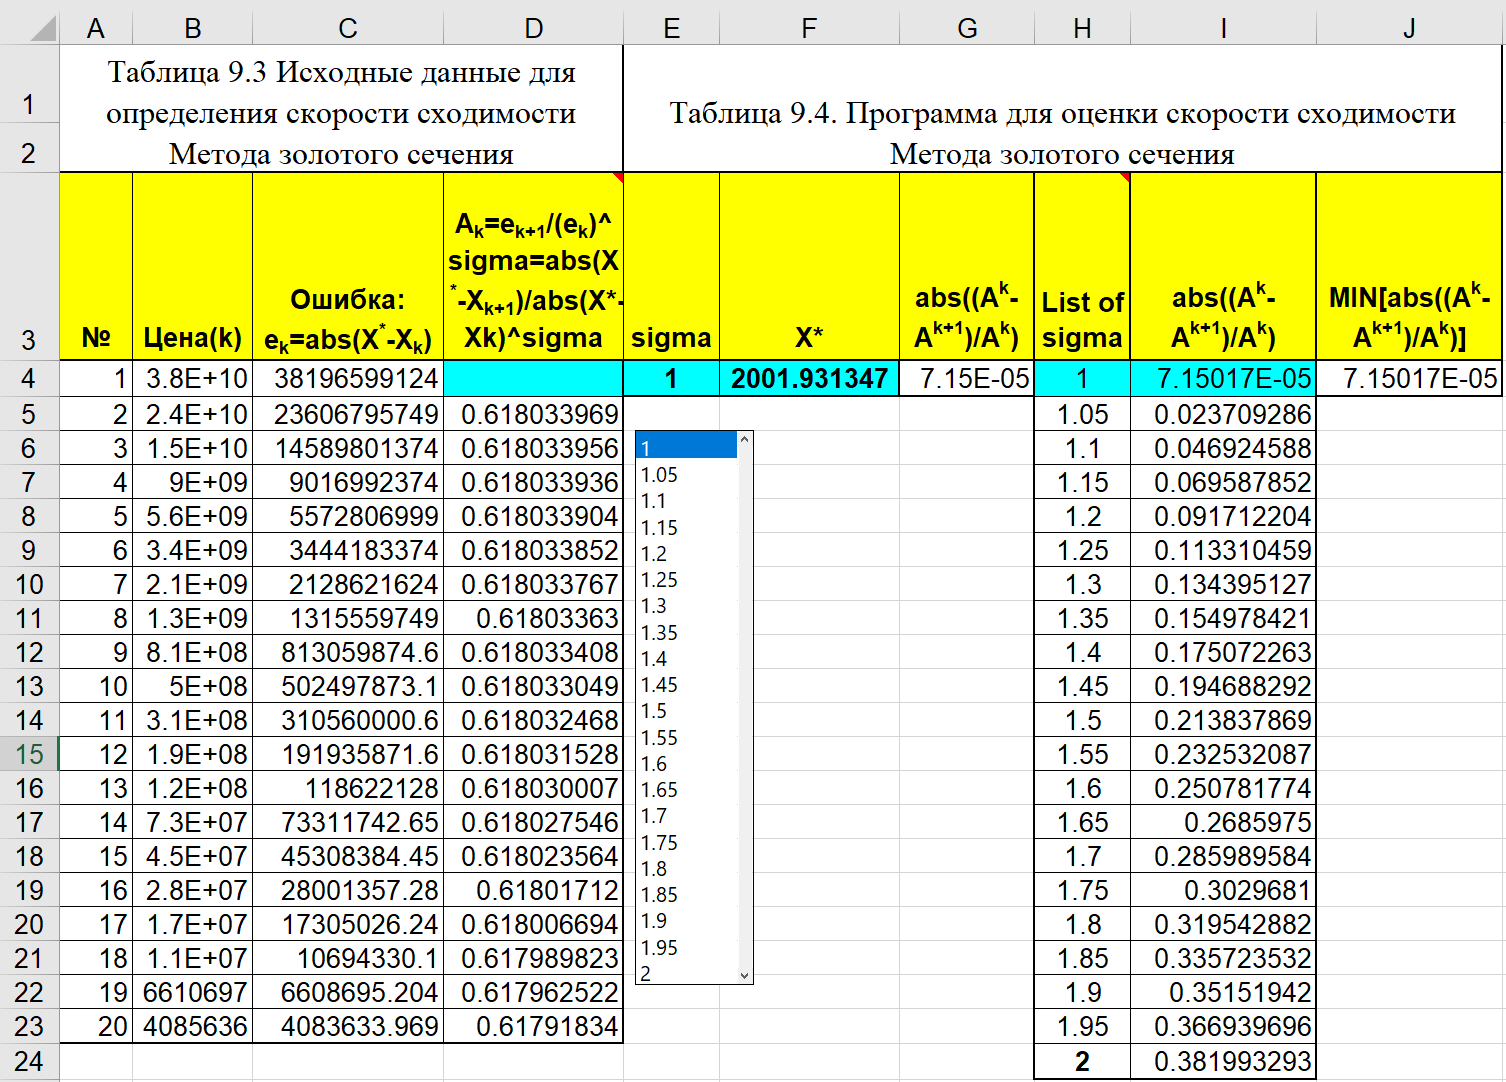 A B C D E F G H I J
1 Таблица 9.3 Исходные данные для
определения скорости сходимости
Таблица 9.4. Программа для оценки скорости сходимости
2 Метода золотого сечения
Метода золотого сечения
3
№
Цена(k)
Ошибка:
eₖ=abs(X*-Xₖ)
Aₖ=eₖ₊₁/(eₖ)^
sigma=abs(X
*-Xₖ₊₁)/abs(X*-
Xk)^sigma
sigma
X*
abs((Aᵏ-
Aᵏ⁺¹)/Aᵏ)
List of
sigma
abs((Aᵏ-
Aᵏ⁺¹)/Aᵏ)
MIN[abs((Aᵏ-
Aᵏ⁺¹)/Aᵏ)]
4 1 3.8E+10 38196599124 1 2001.931347 7.15E-05 1 7.15017E-05 7.15017E-05
5 2 2.4E+10 23606795749 0.618033969 1.05 0.023709286
6 3 1.5E+10 14589801374 0.618033956 1.1 0.046924588
7 4 9E+09 9016992374 0.618033936 1.15 0.069587852
8 5 5.6E+09 5572806999 0.618033904 1.2 0.091712204
9 6 3.4E+09 3444183374 0.618033852 1.25 0.113310459
10 7 2.1E+09 2128621624 0.618033767 1.3 0.134395127
11 8 1.3E+09 1315559749 0.61803363 1.35 0.154978421
12 9 8.1E+08 813059874.6 0.618033408 1.4 0.175072263
13 10 5E+08 502497873.1 0.618033049 1.45 0.194688292
14 11 3.1E+08 310560000.6 0.618032468 1.5 0.213837869
15 12 1.9E+08 191935871.6 0.618031528 1.55 0.232532087
16 13 1.2E+08 118622128 0.618030007 1.6 0.250781774
17 14 7.3E+07 73311742.65 0.618027546 1.65 0.2685975
18 15 4.5E+07 45308384.45 0.618023564 1.7 0.285989584
19 16 2.8E+07 28001357.28 0.61801712 1.75 0.3029681
20 17 1.7E+07 17305026.24 0.618006694 1.8 0.319542882
21 18 1.1E+07 10694330.1 0.617989823 1.85 0.335723532
22 19 6610697 6608695.204 0.617962522 1.9 0.35151942
23 20 4085636 4083633.969 0.61791834 1.95 0.366939696
24 2 0.381993293
1
1.05
1.1
1.15
1.2
1.25
1.3
1.35
1.4
1.45
1.5
1.55
1.6
1.65
1.7
1.75
1.8
1.85
1.9
1.95
2